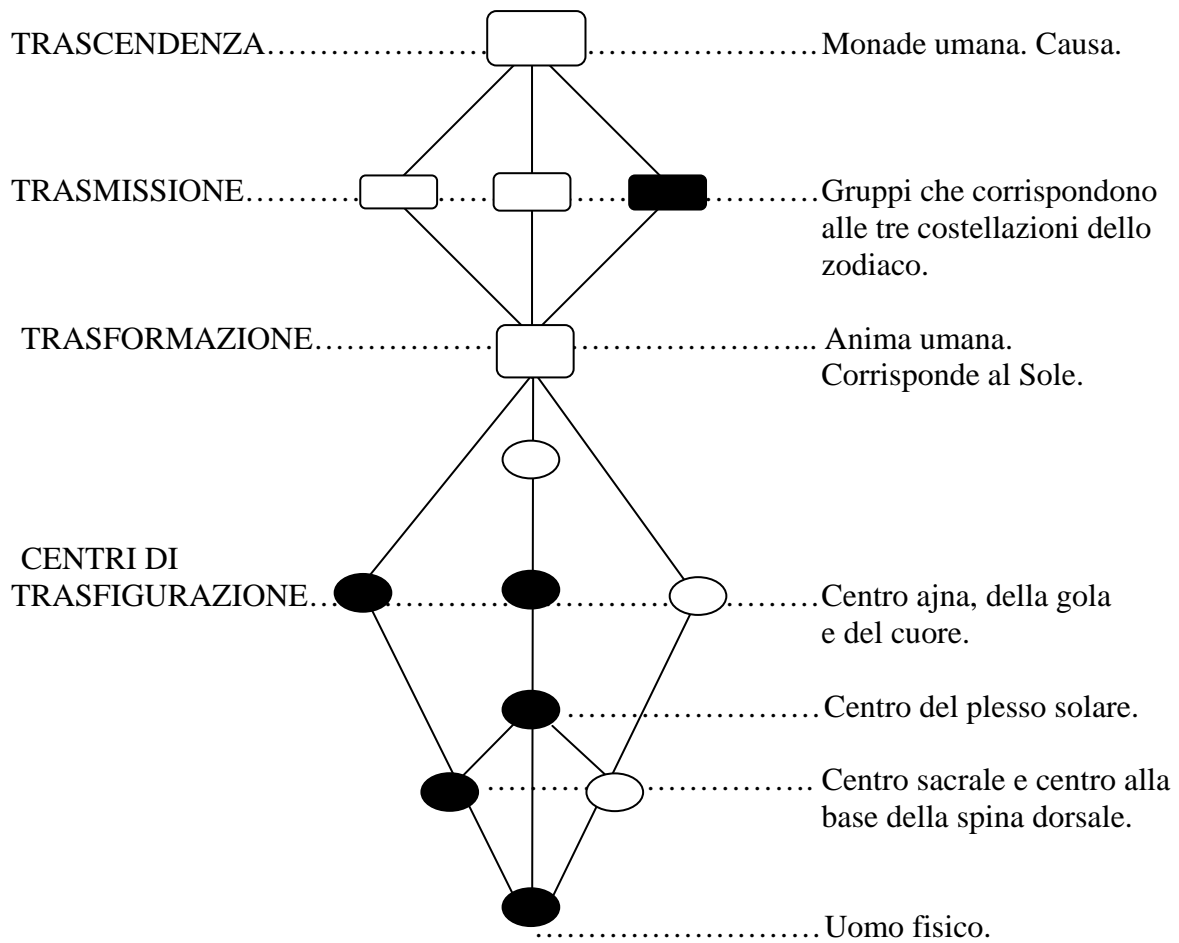 TRASCENDENZA…………………………………Monade umana. Causa.
TRASMISSIONE…………………………………Gruppi che corrispondono
alle tre costellazioni dello
zodiaco.
TRASFORMAZIONE…………………………………... Anima umana.
Corrisponde al Sole.
CENTRI DI
TRASFIGURAZIONE…………………………………Centro ajna, della gola
e del cuore.
……………………Centro del plesso solare.
……………………………. Centro sacrale e centro alla
base della spina dorsale.
…………………………Uomo fisico.